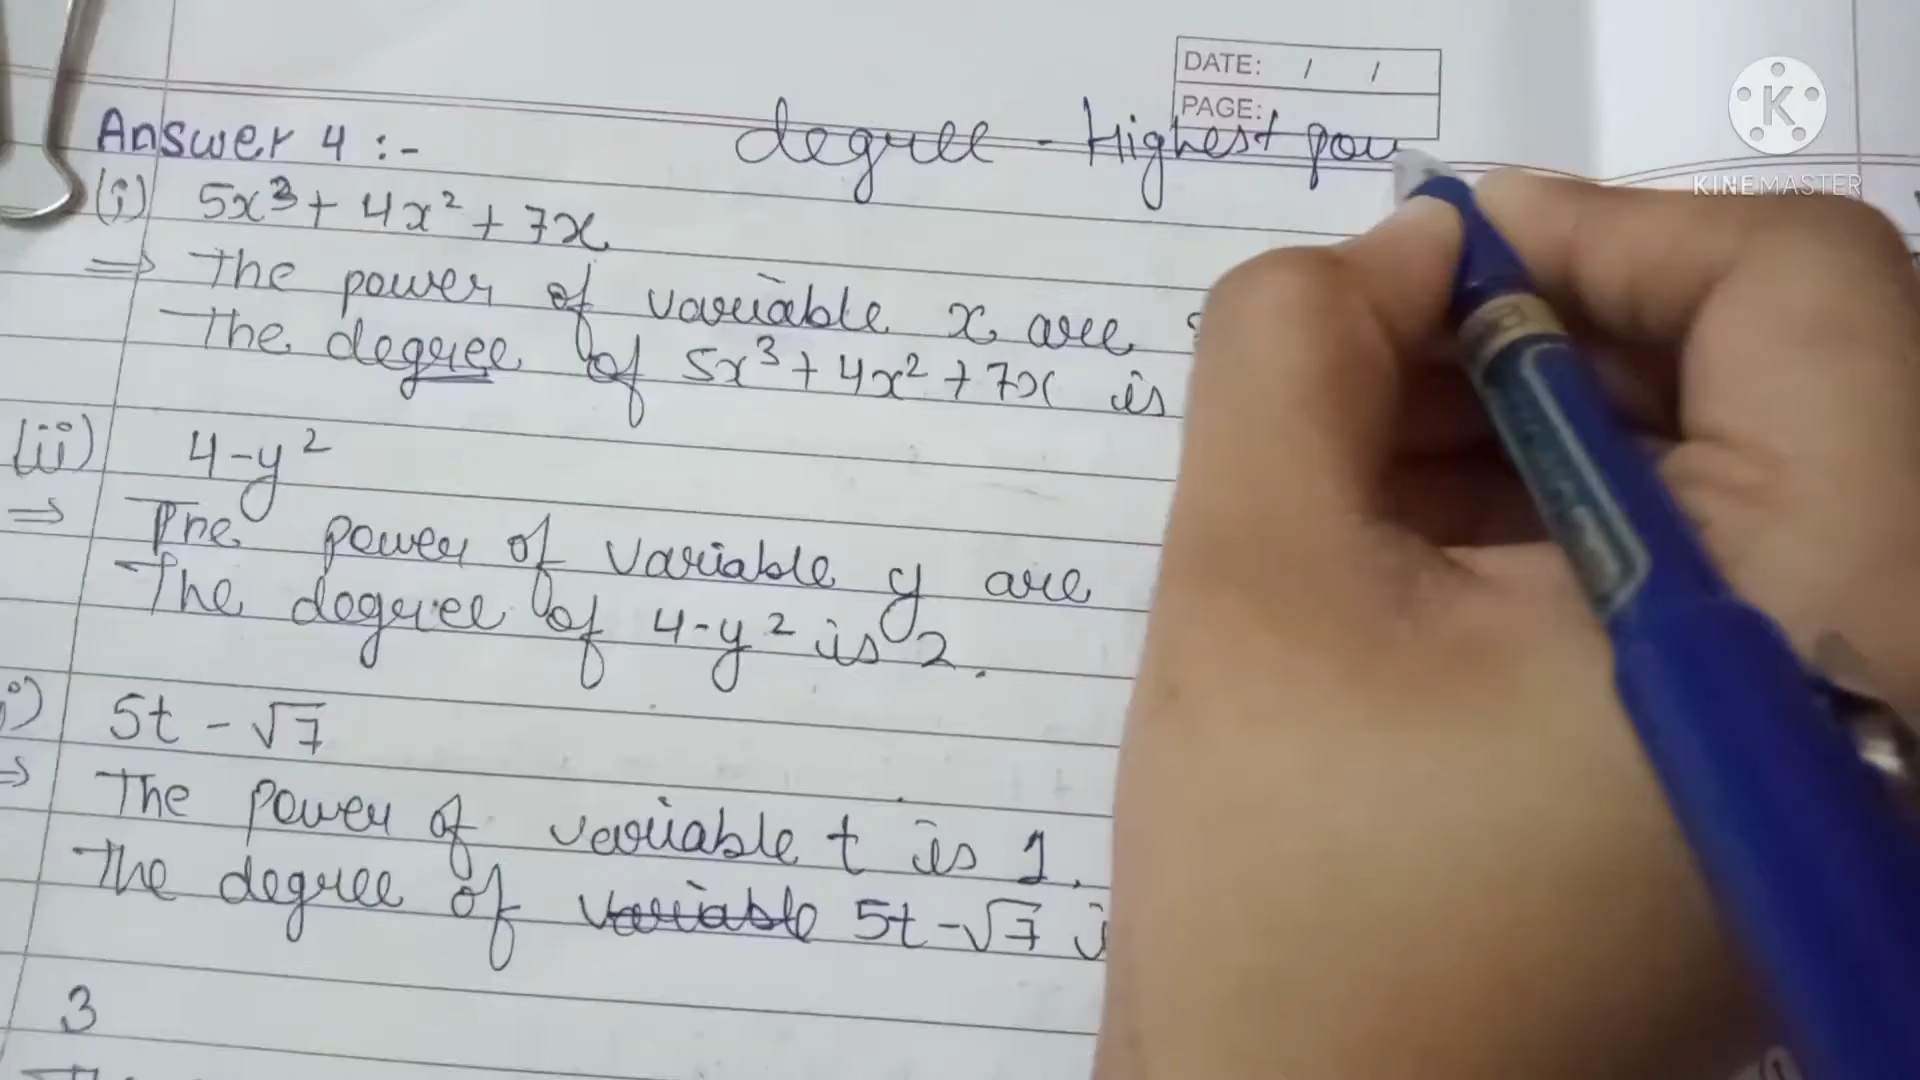 DATE: / /
PAGE:
K
KINEMASTER
Answer 4 :-
degree - Highest pow
(i) 5x³ + 4x² + 7x
⇒ The power of variable x are
The degree of 5x³ + 4x² + 7x is
(ii) 4-y²
⇒ The power of variable y are
The degree of 4-y² is 2.
i) 5t - √7
⇒ The power of variable t is 1.
The degree of variable 5t-√7 i
3